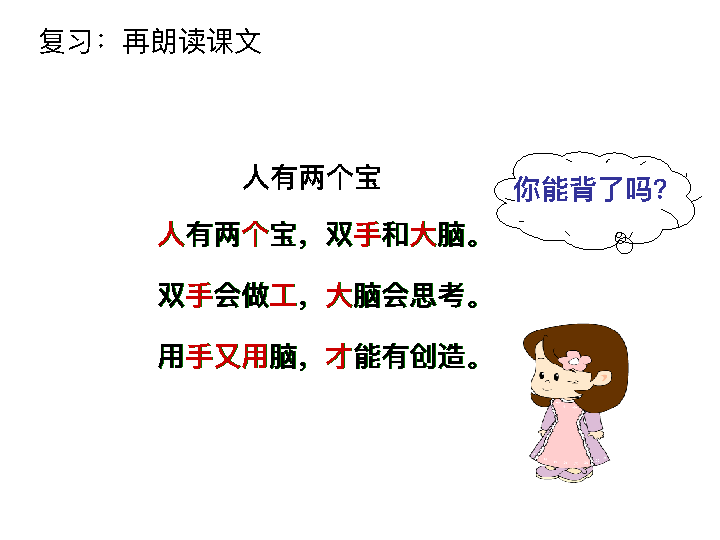 复习：再朗读课文
人有两个宝
你能背了吗?
人有两个宝，双手和大脑。
双手会做工，大脑会思考。
用手又用脑，才能有创造。